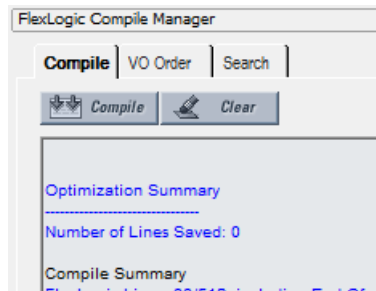 FlexLogic Compile Manager
Compile VO Order Search
Compile Clear
Optimization Summary
--------------------------------
Number of Lines Saved: 0
Compile Summary